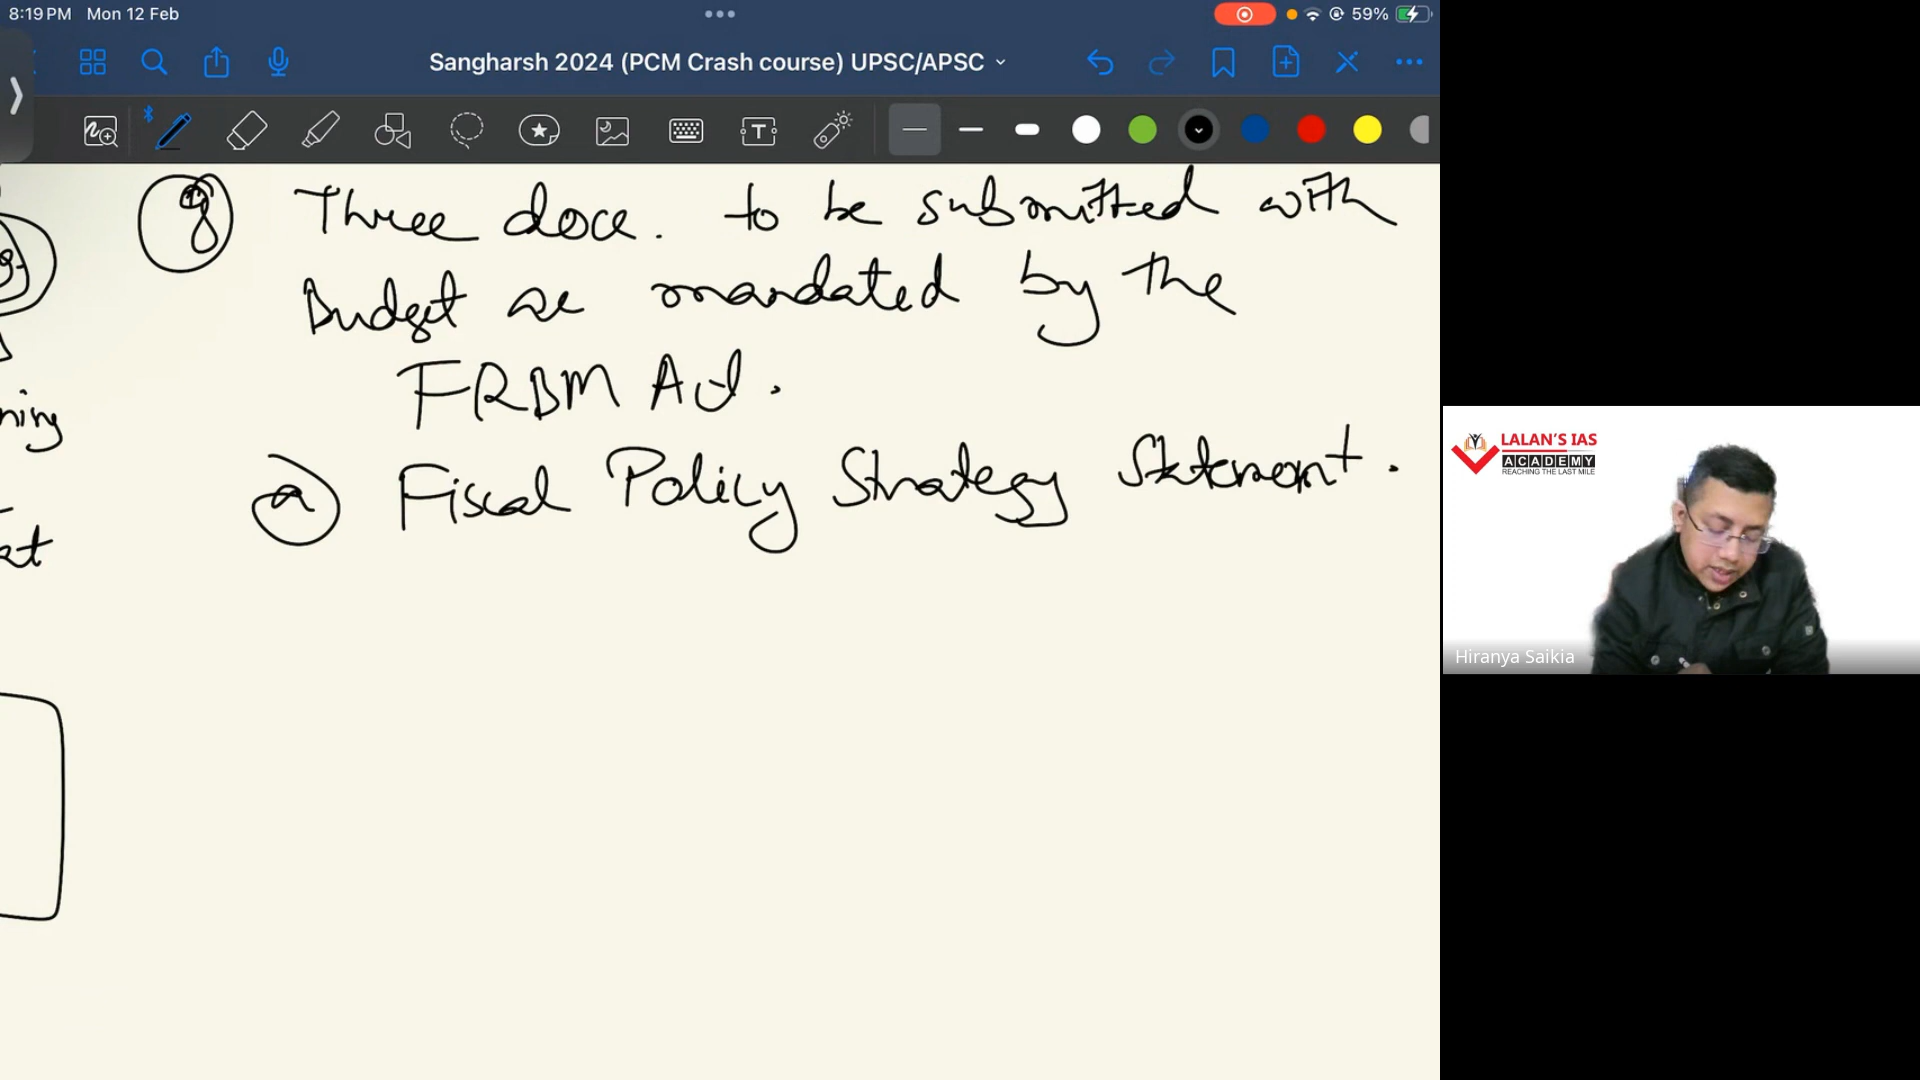 8:19 PM Mon 12 Feb
59%
Sangharsh 2024 (PCM Crash course) UPSC/APSC
g Three docs. to be submitted with
Budget as mandated by the
FRBM Act.
a Fiscal Policy Strategy Statement.
ning
et
LALAN'S IAS
ACADEMY
REACHING THE LAST MILE
Hiranya Saikia